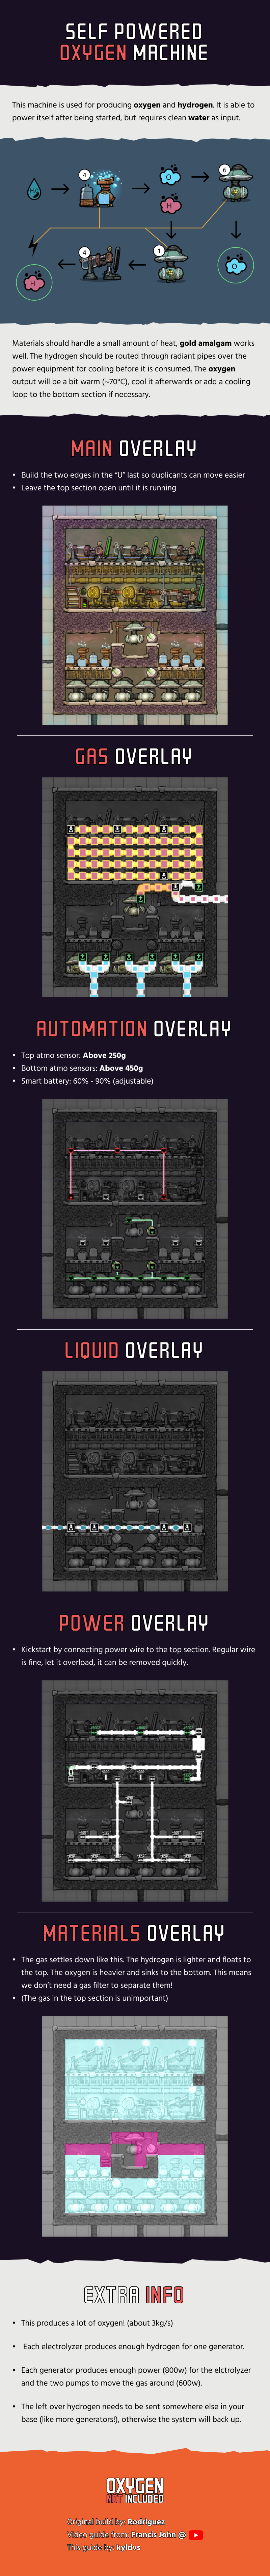 SELF POWERED
OXYGEN MACHINE
This machine is used for producing oxygen and hydrogen. It is able to
power itself after being started, but requires clean water as input.
4
6
O
H
4
1
H
O
Materials should handle a small amount of heat, gold amalgam works
well. The hydrogen should be routed through radiant pipes over the
power equipment for cooling before it is consumed. The oxygen
output will be a bit warm (~70°C), cool it afterwards or add a cooling
loop to the bottom section if necessary.
MAIN OVERLAY
• Build the two edges in the "U" last so duplicants can move easier
• Leave the top section open until it is running
GAS OVERLAY
AUTOMATION OVERLAY
• Top atmo sensor: Above 250g
• Bottom atmo sensors: Above 450g
• Smart battery: 60% - 90% (adjustable)
LIQUID OVERLAY
POWER OVERLAY
• Kickstart by connecting power wire to the top section. Regular wire
is fine, let it overload, it can be removed quickly.
MATERIALS OVERLAY
• The gas settles down like this. The hydrogen is lighter and floats to
the top. The oxygen is heavier and sinks to the bottom. This means
we don't need a gas filter to separate them!
• (The gas in the top section is unimportant)
EXTRA INFO
• This produces a lot of oxygen! (about 3kg/s)
• Each electrolyzer produces enough hydrogen for one generator.
• Each generator produces enough power (800w) for the elctrolyzer
and the two pumps to move the gas around (600w).
• The left over hydrogen needs to be sent somewhere else in your
base (like more generators!), otherwise the system will back up.
OXYGEN
NOT INCLUDED
Original build by: Rodriguez
Video guide from: Francis John @
This guide by: kyldvs